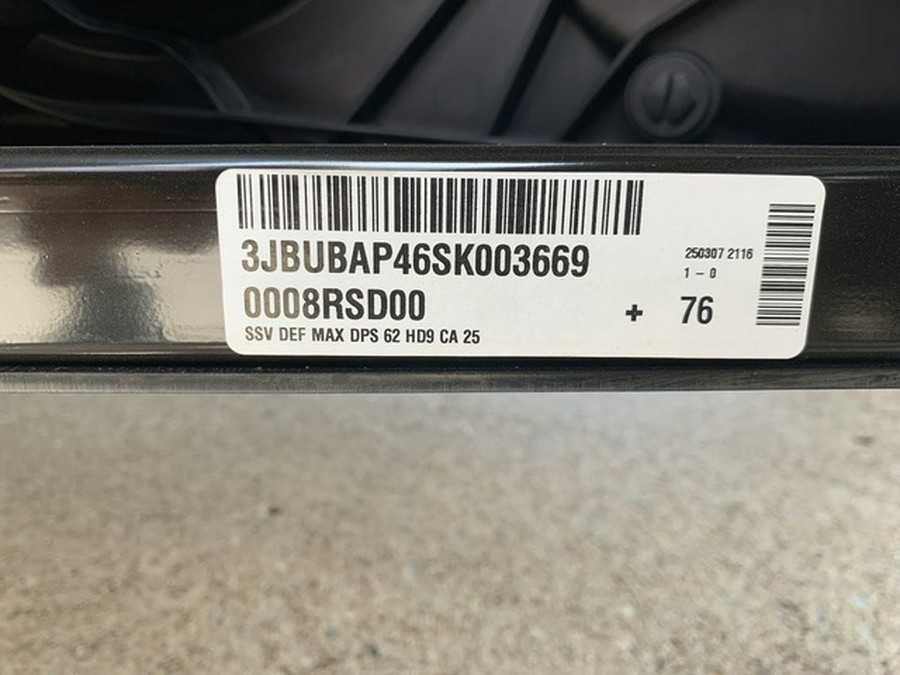 3JBUBAP46SK003669
250307 2116
1 - 0
0008RSD00 + 76
SSV DEF MAX DPS 62 HD9 CA 25